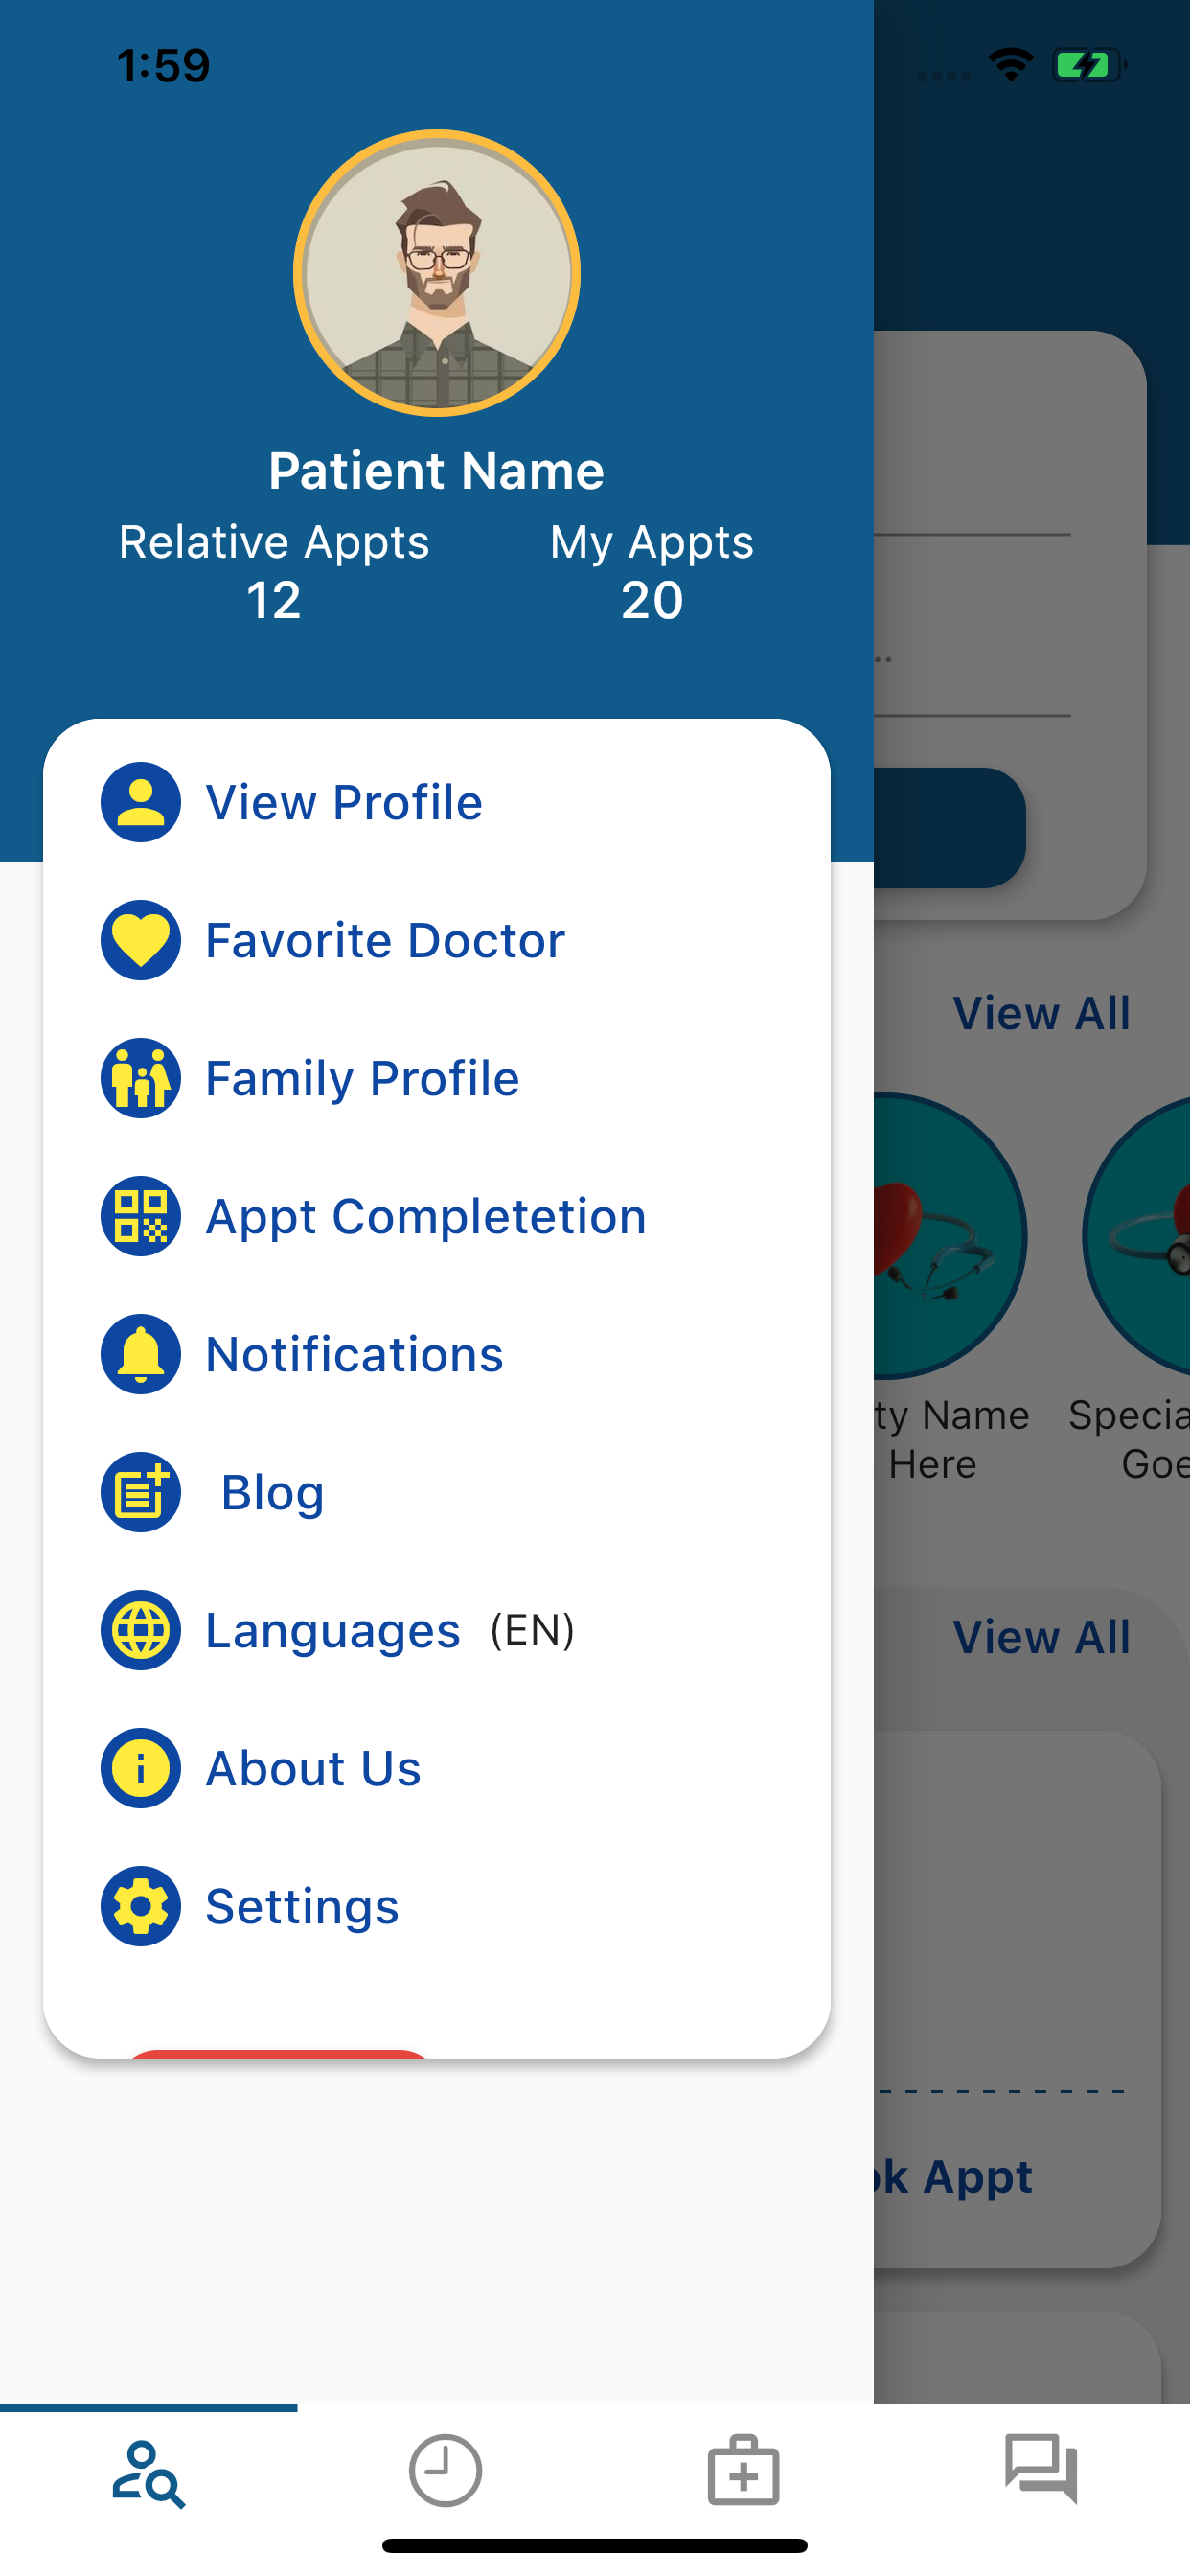 1:59
Patient Name
Relative Appts
My Appts
12
20
View Profile
Favorite Doctor
Family Profile
Appt Completetion
Notifications
Blog
Languages (EN)
About Us
Settings
View All
ty Name
Here
Specia
Goe
View All
ok Appt